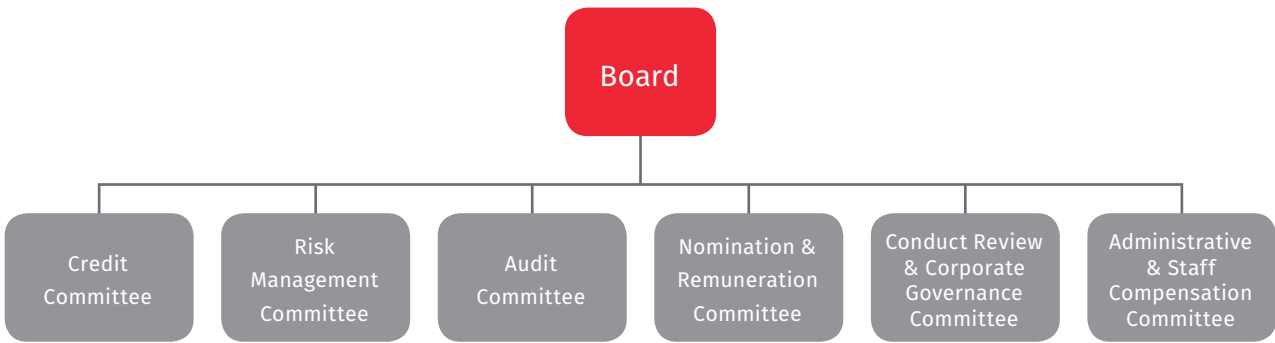 Board
Credit
Committee
Risk
Management
Committee
Audit
Committee
Nomination &
Remuneration
Committee
Conduct Review
& Corporate
Governance
Committee
Administrative
& Staff
Compensation
Committee